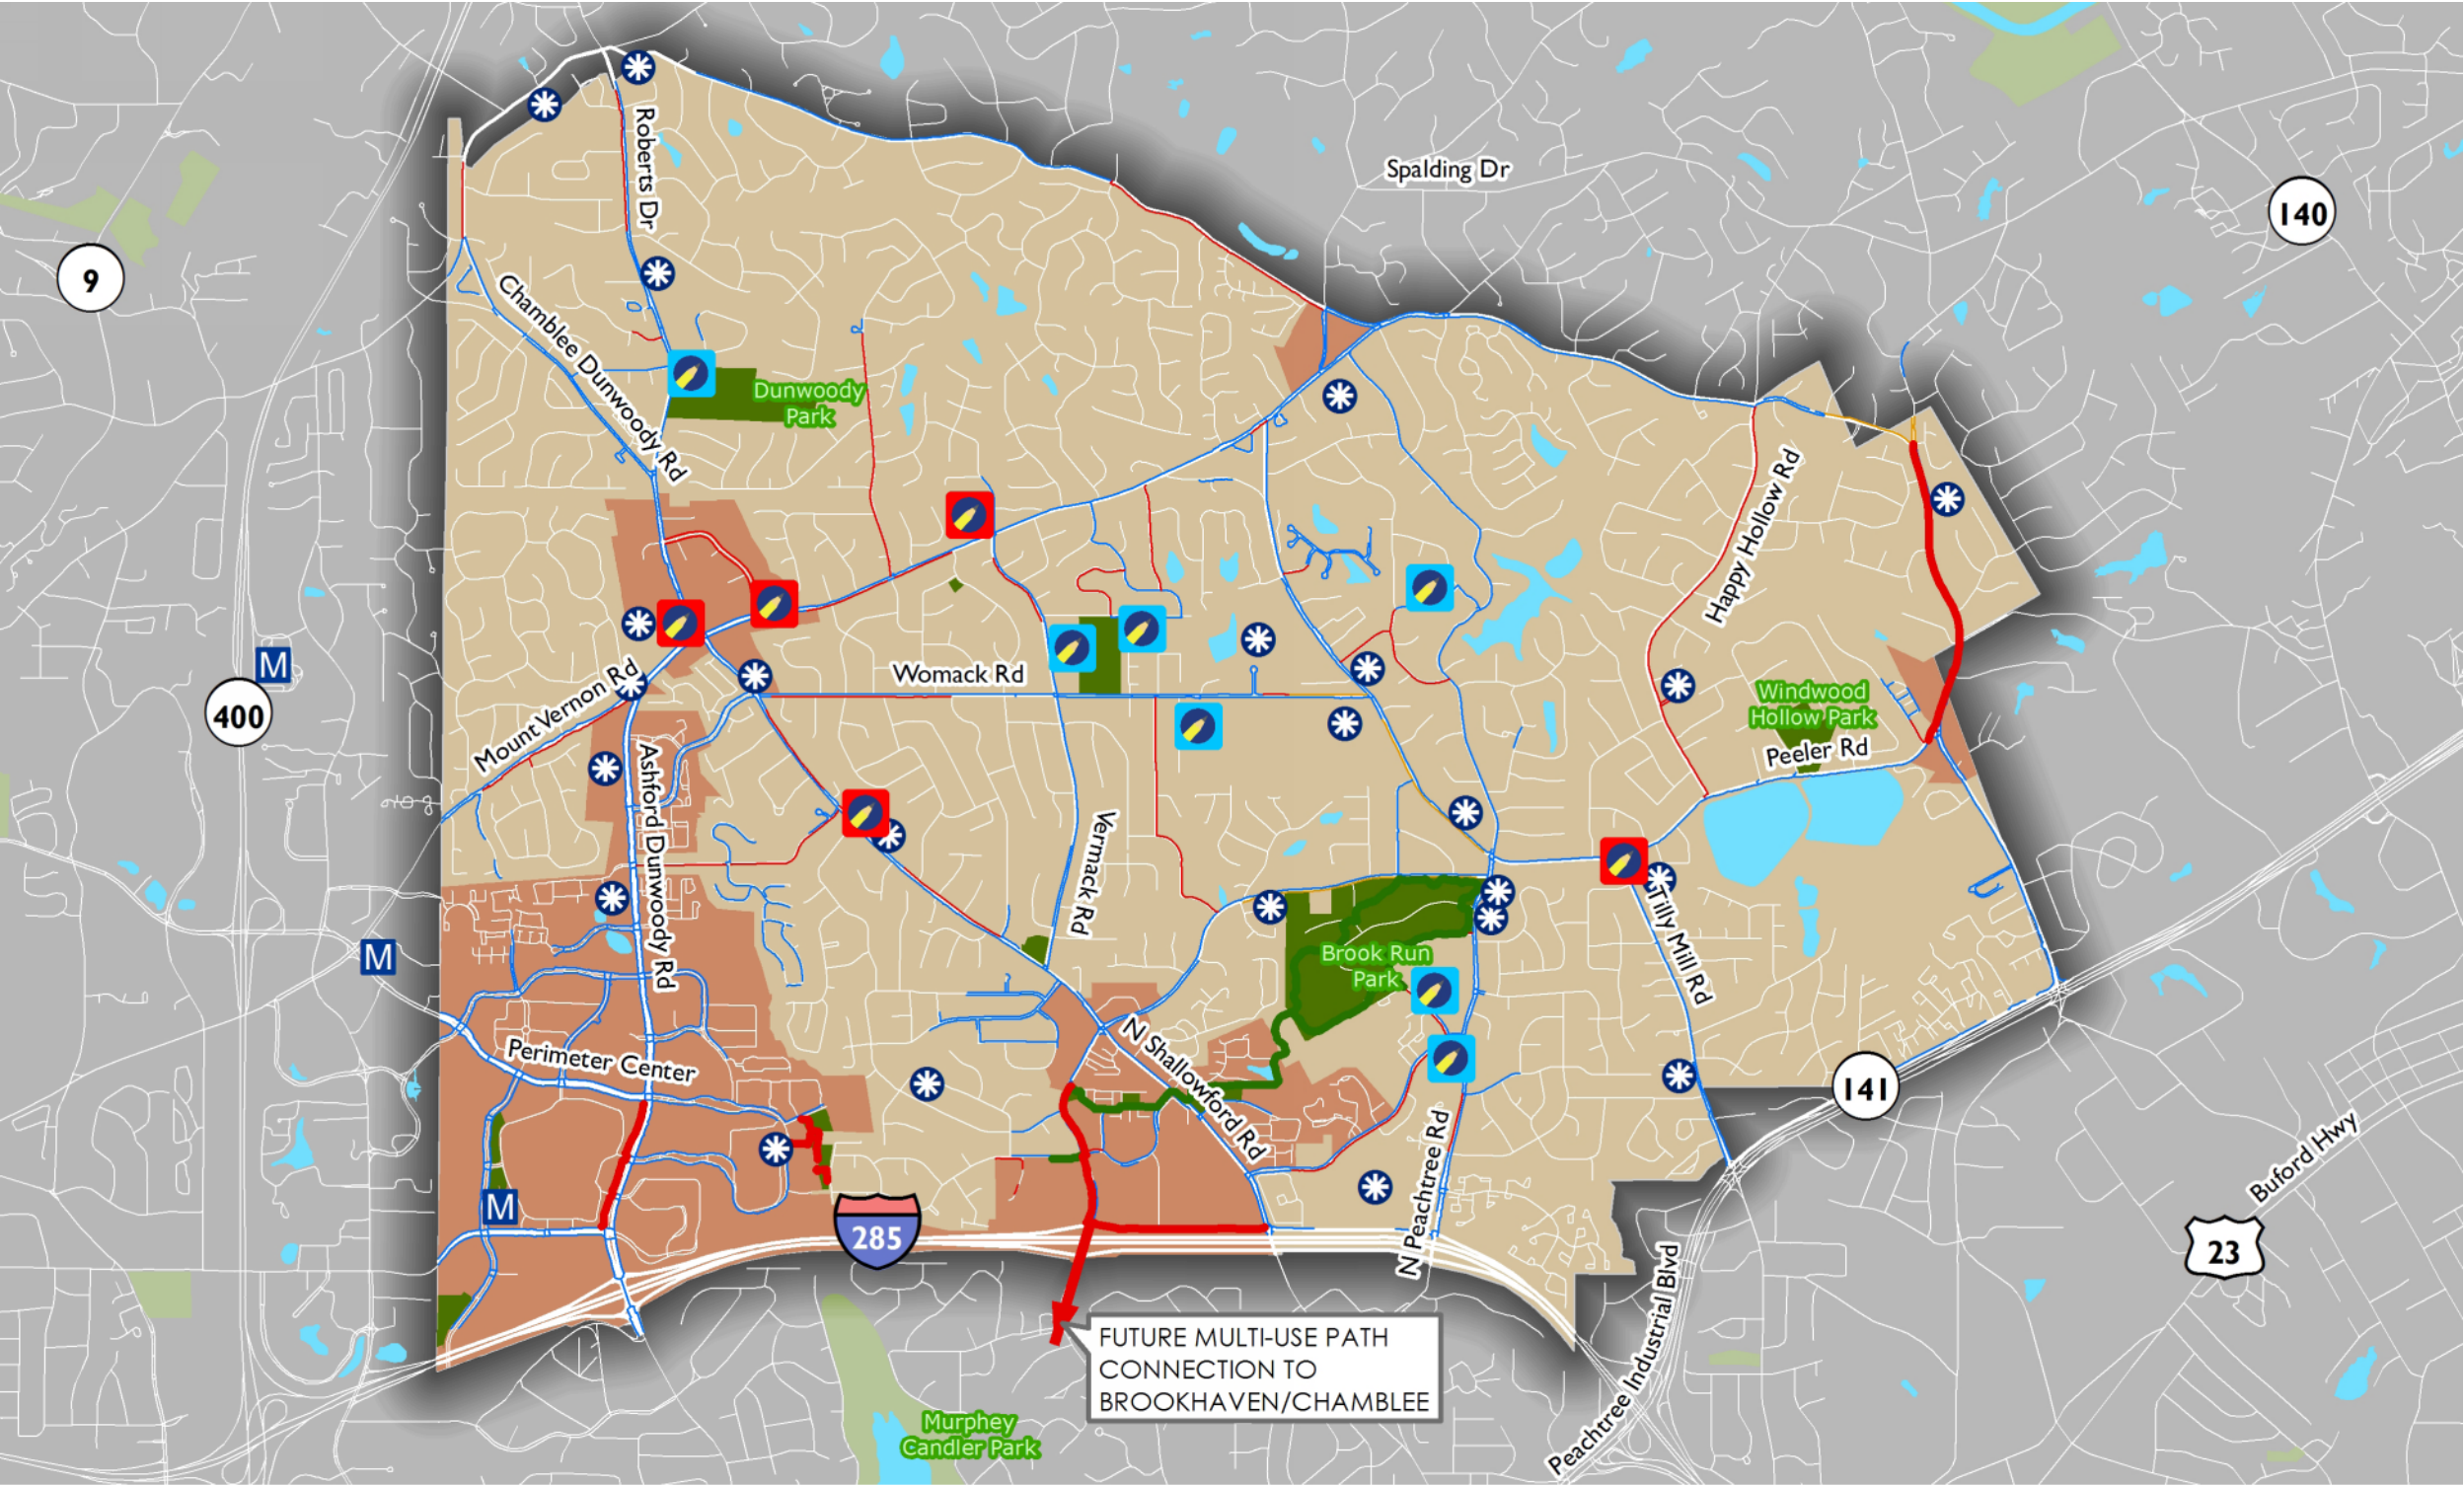 Roberts Dr
Spalding Dr
140
9
Chamblee Dunwoody Rd
Dunwoody
Park
Happy Hollow Rd
M
400
Womack Rd
Mount Vernon Rd
Windwood
Hollow Park
Peeler Rd
Ashford Dunwoody Rd
Vermack Rd
Tilly Mill Rd
M
Brook Run
Park
N Shallowford Rd
Perimeter Center
141
N Peachtree Rd
Buford Hwy
M
285
23
Peachtree Industrial Blvd
FUTURE MULTI-USE PATH
CONNECTION TO
BROOKHAVEN/CHAMBLEE
Murphey
Candler Park